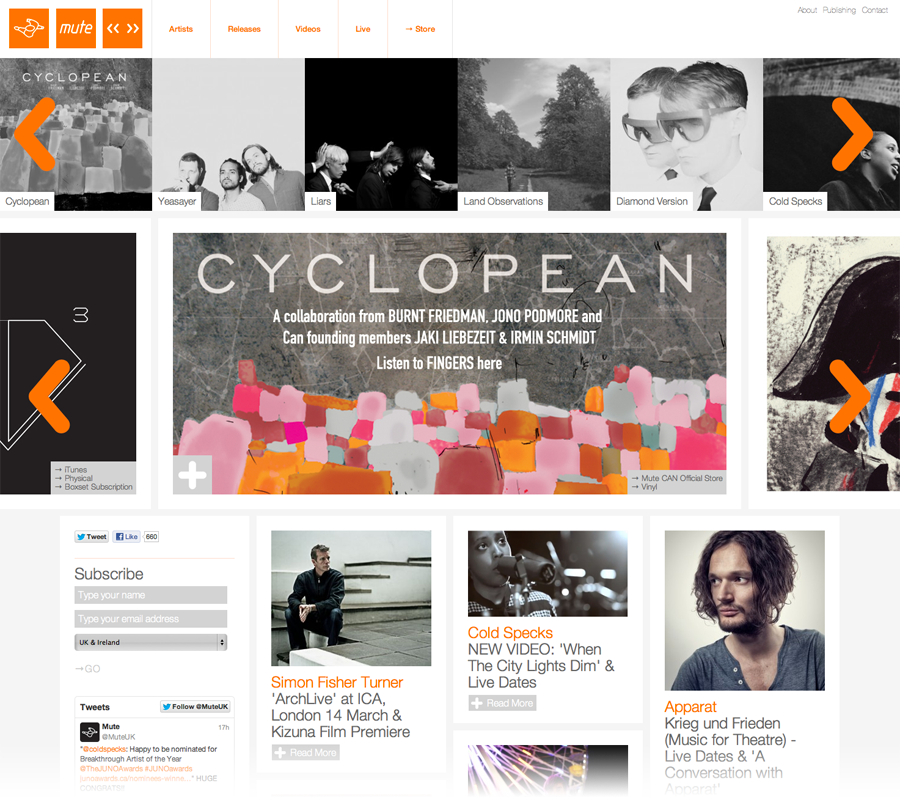 mute
<< >>
Artists
Releases
Videos
Live
→ Store
About
Publishing
Contact
CYCLOPEAN
Cyclopean
Yeasayer
Liars
Land Observations
Diamond Version
Cold Specks
3
→ iTunes
→ Physical
→ Boxset Subscription
CYCLOPEAN
A collaboration from BURNT FRIEDMAN, JONO PODMORE and
Can founding members JAKI LIEBEZEIT & IRMIN SCHMIDT
Listen to FINGERS here
→ Mute CAN Official Store
→ Vinyl
Tweet
Like
660
Subscribe
Type your name
Type your email address
UK & Ireland
→GO
Tweets
Follow @MuteUK
Mute
17h
@MuteUK
"@coldspecks: Happy to be nominated for
Breakthrough Artist of the Year
@TheJUNOAwards #JUNOawards
junoawards.ca/nominees-winne..." HUGE
CONGRATS!!
Simon Fisher Turner
'ArchLive' at ICA,
London 14 March &
Kizuna Film Premiere
Read More
Cold Specks
NEW VIDEO: 'When
The City Lights Dim' &
Live Dates
Read More
Apparat
Krieg und Frieden
(Music for Theatre) -
Live Dates & 'A
Conversation with
Apparat'